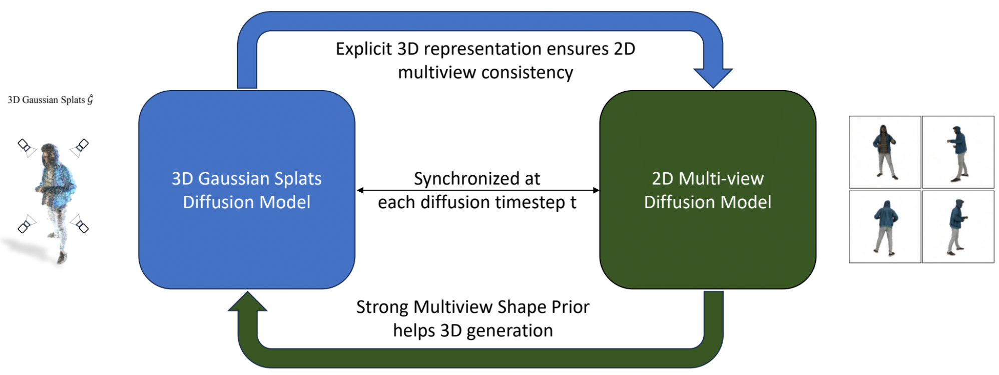 Explicit 3D representation ensures 2D
multiview consistency
3D Gaussian Splats Ĝ
3D Gaussian Splats
Diffusion Model
Synchronized at
each diffusion timestep t
2D Multi-view
Diffusion Model
Strong Multiview Shape Prior
helps 3D generation